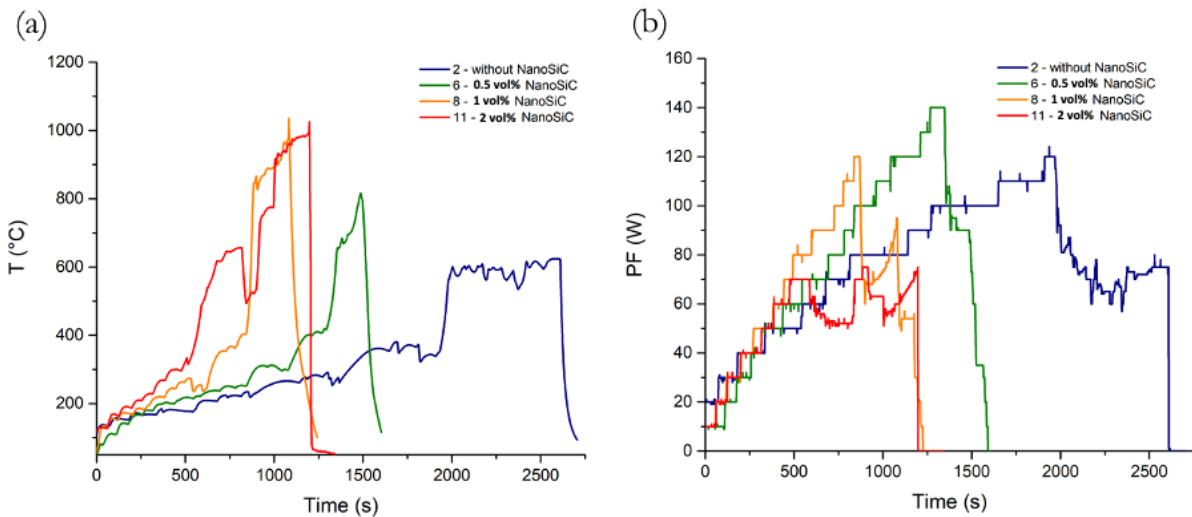 (a)
1200
1000
800
600
400
200
T (°C)
0
500
1000
1500
2000
2500
Time (s)
2 - without NanoSiC
6 - 0.5 vol% NanoSiC
8 - 1 vol% NanoSiC
11 - 2 vol% NanoSiC
(b)
160
140
120
100
80
60
40
20
0
PF (W)
0
500
1000
1500
2000
2500
Time (s)
2 - without NanoSiC
6 - 0.5 vol% NanoSiC
8 - 1 vol% NanoSiC
11 - 2 vol% NanoSiC